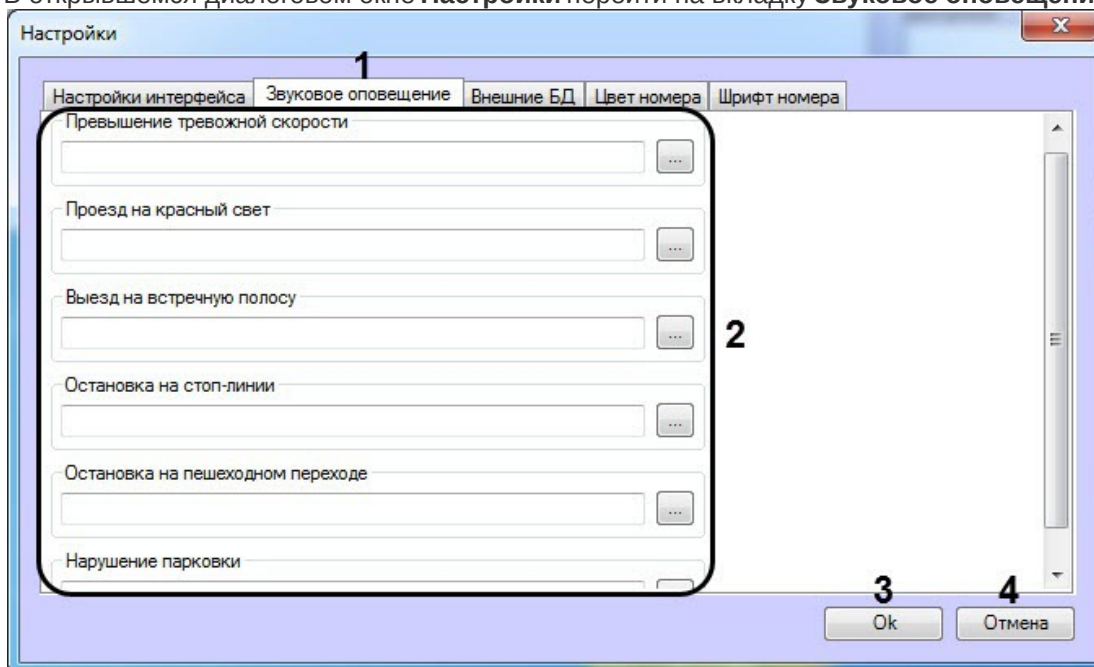 В открывшемся диалоговом окне Настройки перейти на вкладку Звуковое оповещени
Настройки
1
Настройки интерфейса Звуковое оповещение Внешние БД Цвет номера Шрифт номера
Превышение тревожной скорости
...
Проезд на красный свет
...
Выезд на встречную полосу
... 2
Остановка на стоп-линии
...
Остановка на пешеходном переходе
...
Нарушение парковки
3 4
Ok Отмена